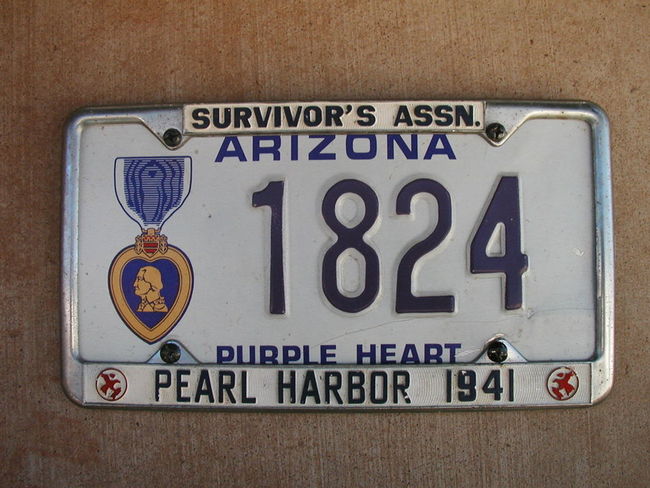 SURVIVOR'S ASSN.
ARIZONA
1824
PURPLE HEART
PEARL HARBOR 1941